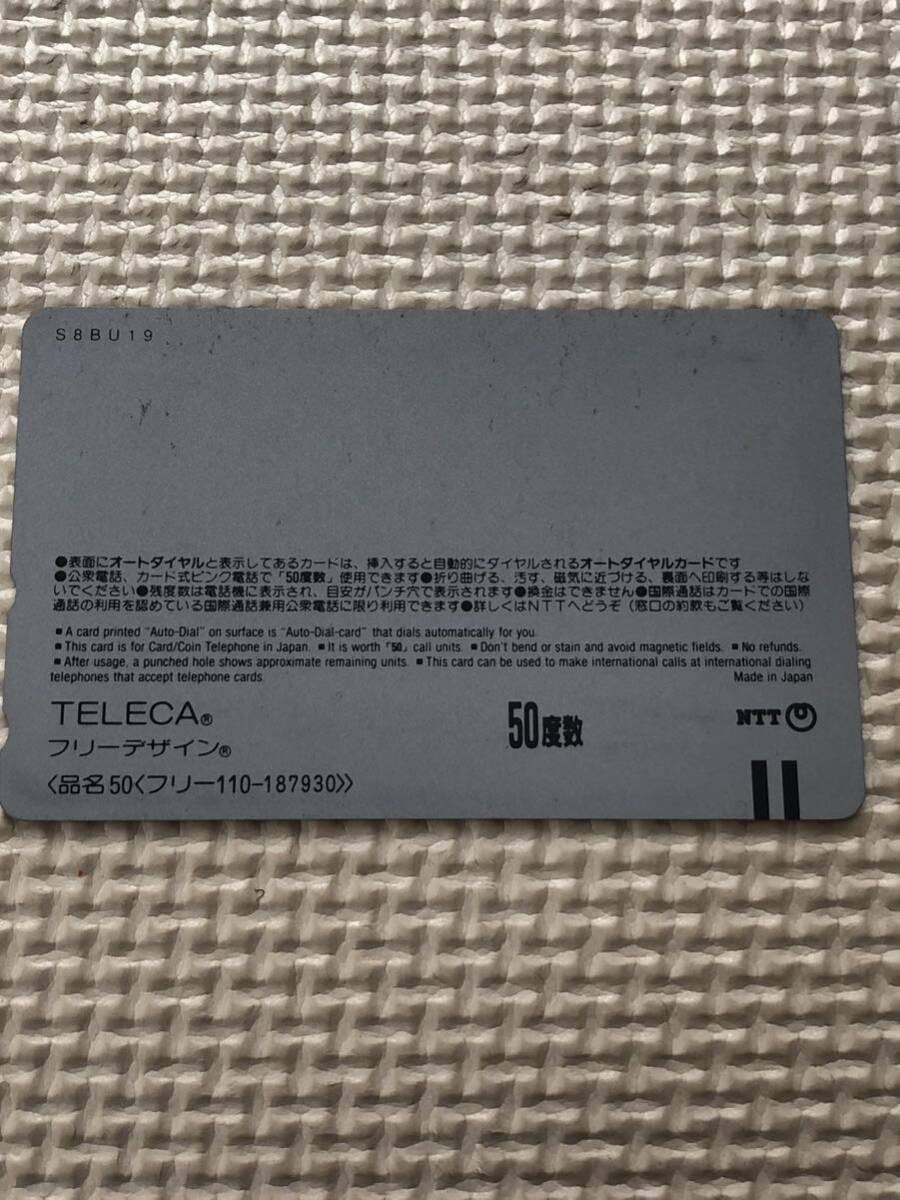 S8BU19
●表面にオートダイヤルと表示してあるカードは、挿入すると自動的にダイヤルされるオートダイヤルカードです
●公衆電話、カード式ピンク電話で「50度数」使用できます●折り曲げる、汚す、磁気に近づける、裏面へ印刷する等はしな
いでください●残度数は電話機に表示され、目安がパンチ穴で表示されます●換金はできません●国際通話はカードでの国際
通話の利用を認めている国際通話兼用公衆電話に限り利用できます●詳しくはNTTへどうぞ(窓口の約款もご覧ください)
■A card printed "Auto-Dial" on surface is "Auto-Dial-card" that dials automatically for you.
■This card is for Card/Coin Telephone in Japan. ■It is worth「50」call units. ■Don't bend or stain and avoid magnetic fields. ■No refunds.
■After usage, a punched hole shows approximate remaining units. ■This card can be used to make international calls at international dialing
telephones that accept telephone cards. Made in Japan
TELECA® 50度数 NTT
フリーデザイン®
〈品名50〈フリー110-187930〉〉